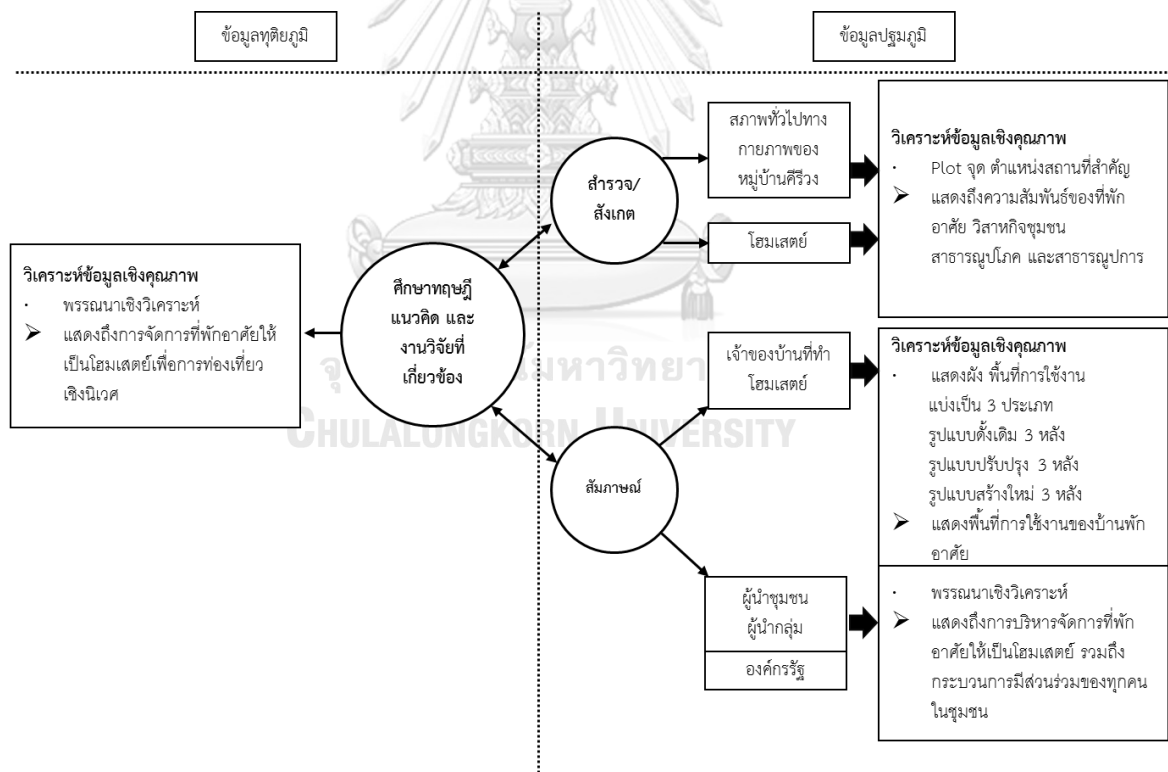 ข้อมูลทุติยภูมิ
ข้อมูลปฐมภูมิ
วิเคราะห์ข้อมูลเชิงคุณภาพ
· พรรณนาเชิงวิเคราะห์
➢ แสดงถึงการจัดการที่พักอาศัยให้
เป็นโฮมเสตย์เพื่อการท่องเที่ยว
เชิงนิเวศ
ศึกษาทฤษฎี
แนวคิด และ
งานวิจัยที่
เกี่ยวข้อง
สำรวจ/
สังเกต
สภาพทั่วไปทาง
กายภาพของ
หมู่บ้านคีรีวง
โฮมเสตย์
วิเคราะห์ข้อมูลเชิงคุณภาพ
· Plot จุด ตำแหน่งสถานที่สำคัญ
➢ แสดงถึงความสัมพันธ์ของที่พัก
อาศัย วิสาหกิจชุมชน
สาธารณูปโภค และสาธารณูปการ
สัมภาษณ์
เจ้าของบ้านที่ทำ
โฮมเสตย์
วิเคราะห์ข้อมูลเชิงคุณภาพ
· แสดงผัง พื้นที่การใช้งาน
แบ่งเป็น 3 ประเภท
รูปแบบดั้งเดิม 3 หลัง
รูปแบบปรับปรุง 3 หลัง
รูปแบบสร้างใหม่ 3 หลัง
➢ แสดงพื้นที่การใช้งานของบ้านพัก
อาศัย
ผู้นำชุมชน
ผู้นำกลุ่ม
องค์กรรัฐ
· พรรณนาเชิงวิเคราะห์
➢ แสดงถึงการบริหารจัดการที่พัก
อาศัยให้เป็นโฮมเสตย์ รวมถึง
กระบวนการมีส่วนร่วมของทุกคน
ในชุมชน
CHULALONGKORN UNIVERSITY